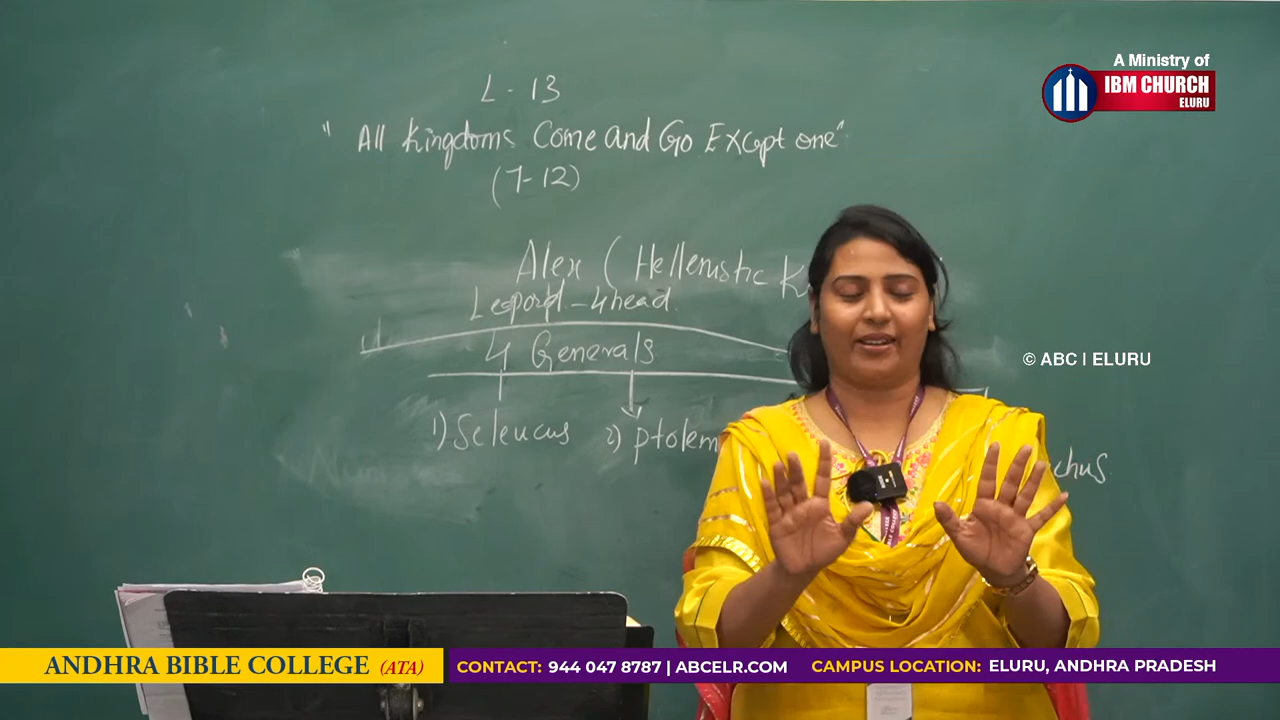 L - 13
"All Kingdoms Come and Go Except one"
(7-12)
Alex ( Hellenistic K
Leopord - 4 head.
4 Generals
1) Seleucus 2) Ptolem chus.
A Ministry of
IBM CHURCH
ELURU
© ABC | ELURU
ANDHRA BIBLE COLLEGE (ATA)
CONTACT: 944 047 8787 | ABCELR.COM CAMPUS LOCATION: ELURU, ANDHRA PRADESH